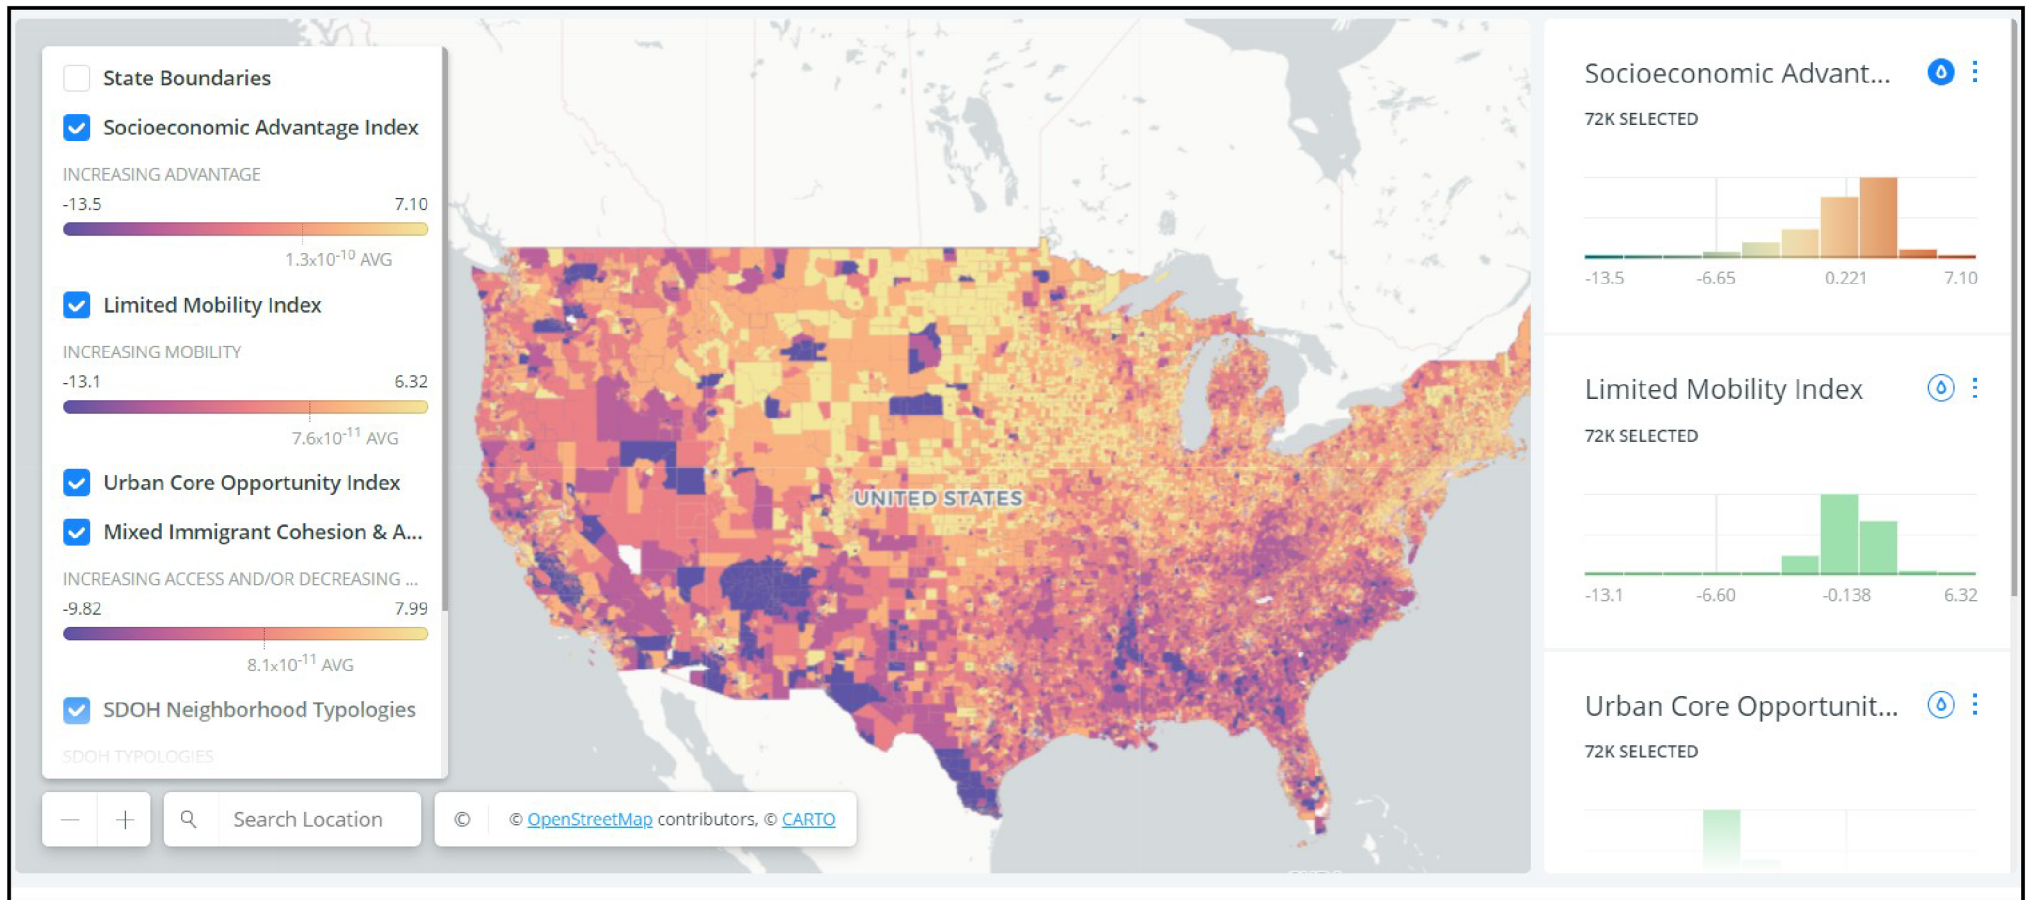 State Boundaries
Socioeconomic Advantage Index
INCREASING ADVANTAGE
-13.5 7.10
1.3x10-10 AVG
Limited Mobility Index
INCREASING MOBILITY
-13.1 6.32
7.6x10-11 AVG
Urban Core Opportunity Index
Mixed Immigrant Cohesion & A...
INCREASING ACCESS AND/OR DECREASING ...
-9.82 7.99
8.1x10-11 AVG
SDOH Neighborhood Typologies
SDOH TYPOLOGIES
Search Location
© © OpenStreetMap contributors, © CARTO
UNITED STATES
Socioeconomic Advant...
72K SELECTED
-13.5 -6.65 0.221 7.10
Limited Mobility Index
72K SELECTED
-13.1 -6.60 -0.138 6.32
Urban Core Opportunit...
72K SELECTED